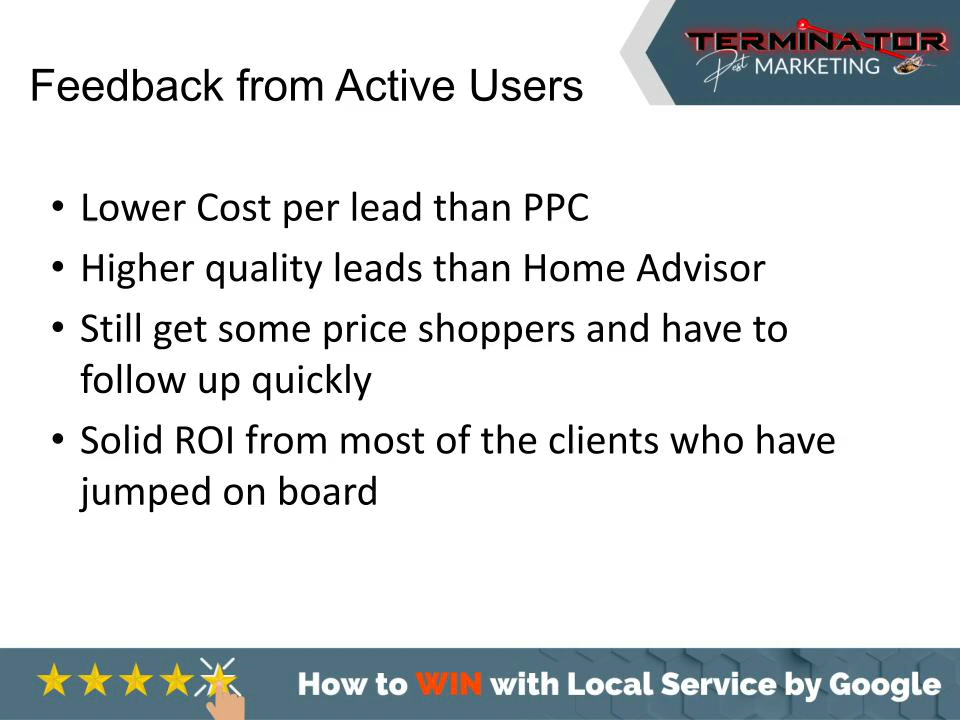 TERMINATOR
Pest MARKETING
Feedback from Active Users
• Lower Cost per lead than PPC
• Higher quality leads than Home Advisor
• Still get some price shoppers and have to
follow up quickly
• Solid ROI from most of the clients who have
jumped on board
How to WIN with Local Service by Google